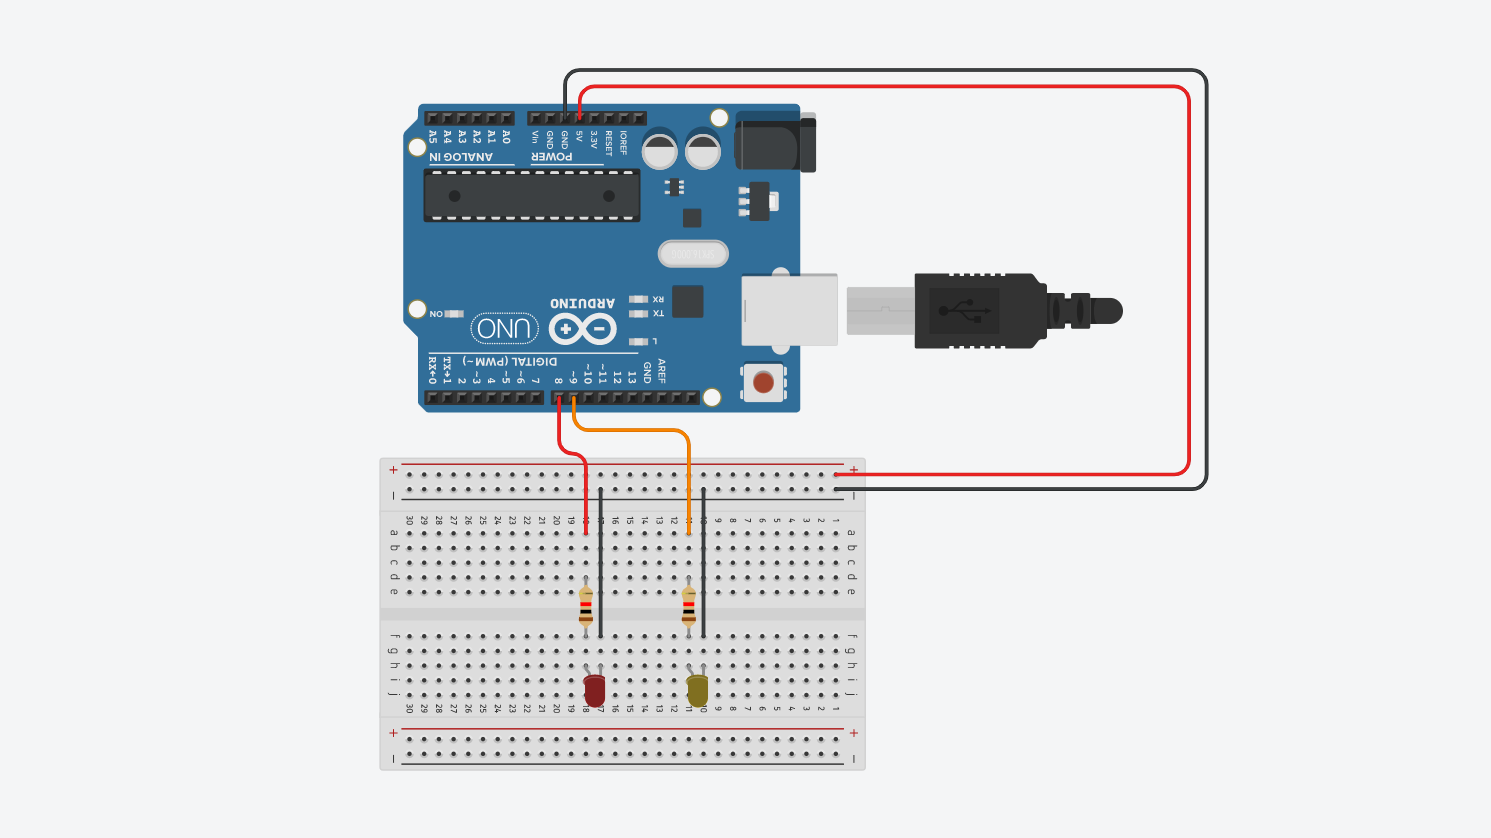 A5 A4 A3 A2 A1 A0
Vin GND GND 5V 3.3V RESET IOREF
ANALOG IN
POWER
ARDUINO
RX
TX
ON
UNO
L
DIGITAL (PWM ~)
RX←0 TX→1 2 ~3 4 ~5 ~6 7 8 ~9 ~10 ~11 12 13 GND AREF
+ +
− −
30 29 28 27 26 25 24 23 22 21 20 19 16 15 14 13 12 9 8 7 6 5 4 3 2 1
a a
b b
c c
d d
e e
f f
g g
h h
i i
j j
30 29 28 27 26 25 24 23 22 21 20 19 18 17 16 15 14 13 12 11 10 9 8 7 6 5 4 3 2 1
+ +
− −